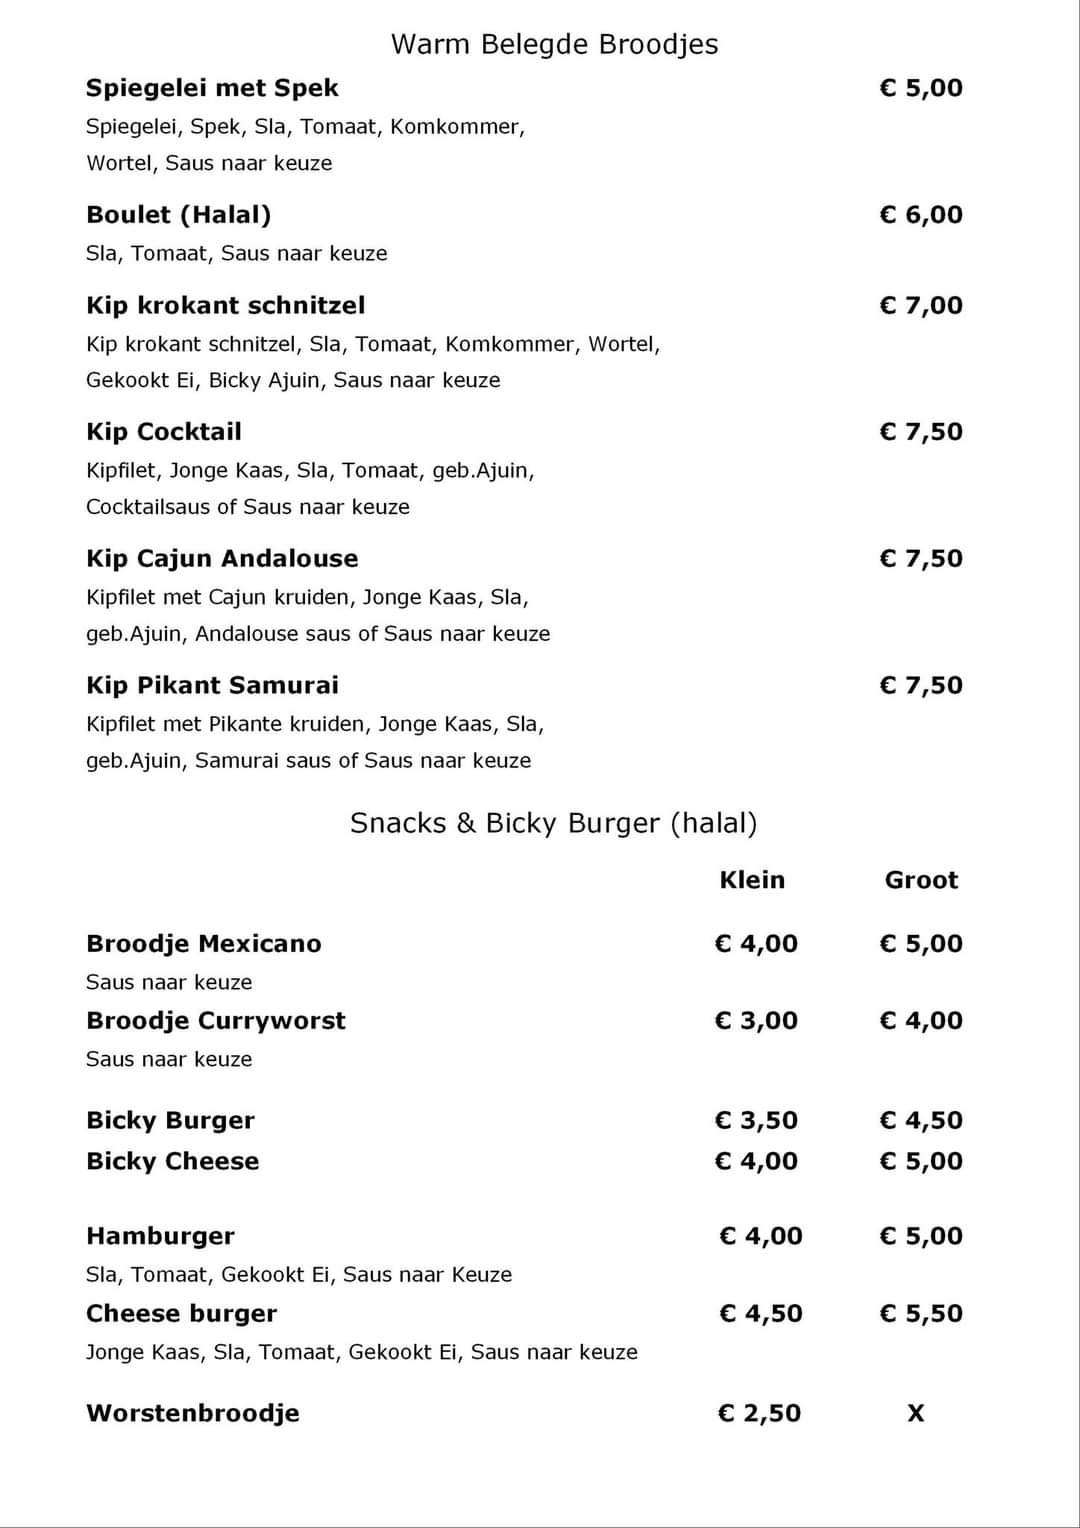 Warm Belegde Broodjes
Spiegelei met Spek € 5,00
Spiegelei, Spek, Sla, Tomaat, Komkommer,
Wortel, Saus naar keuze
Boulet (Halal) € 6,00
Sla, Tomaat, Saus naar keuze
Kip krokant schnitzel € 7,00
Kip krokant schnitzel, Sla, Tomaat, Komkommer, Wortel,
Gekookt Ei, Bicky Ajuin, Saus naar keuze
Kip Cocktail € 7,50
Kipfilet, Jonge Kaas, Sla, Tomaat, geb.Ajuin,
Cocktailsaus of Saus naar keuze
Kip Cajun Andalouse € 7,50
Kipfilet met Cajun kruiden, Jonge Kaas, Sla,
geb.Ajuin, Andalouse saus of Saus naar keuze
Kip Pikant Samurai € 7,50
Kipfilet met Pikante kruiden, Jonge Kaas, Sla,
geb.Ajuin, Samurai saus of Saus naar keuze
Snacks & Bicky Burger (halal)
Klein Groot
Broodje Mexicano € 4,00 € 5,00
Saus naar keuze
Broodje Curryworst € 3,00 € 4,00
Saus naar keuze
Bicky Burger € 3,50 € 4,50
Bicky Cheese € 4,00 € 5,00
Hamburger € 4,00 € 5,00
Sla, Tomaat, Gekookt Ei, Saus naar Keuze
Cheese burger € 4,50 € 5,50
Jonge Kaas, Sla, Tomaat, Gekookt Ei, Saus naar keuze
Worstenbroodje € 2,50 X